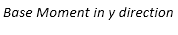 Base Moment in y direction